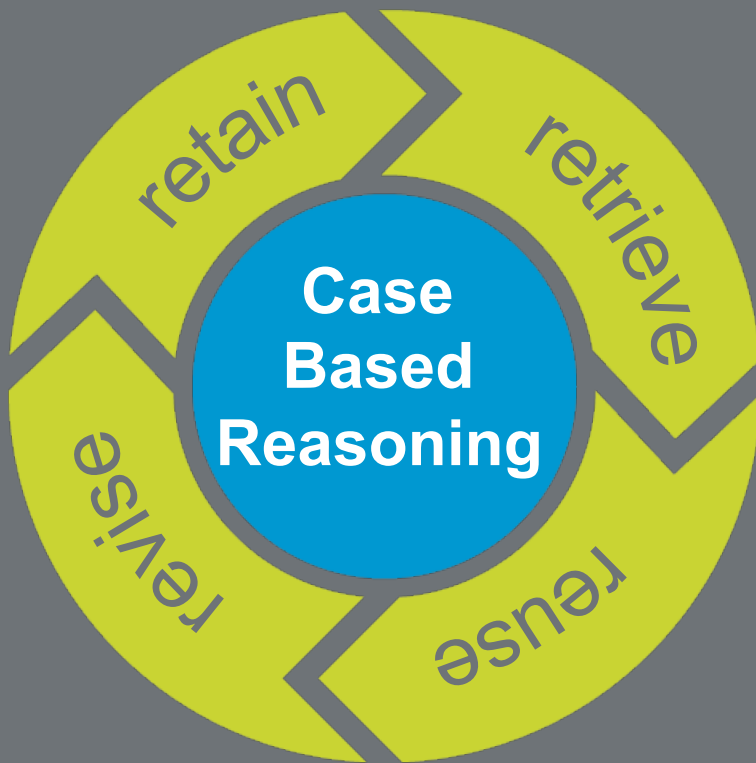 retain
retrieve
Case
Based
Reasoning
revise
reuse